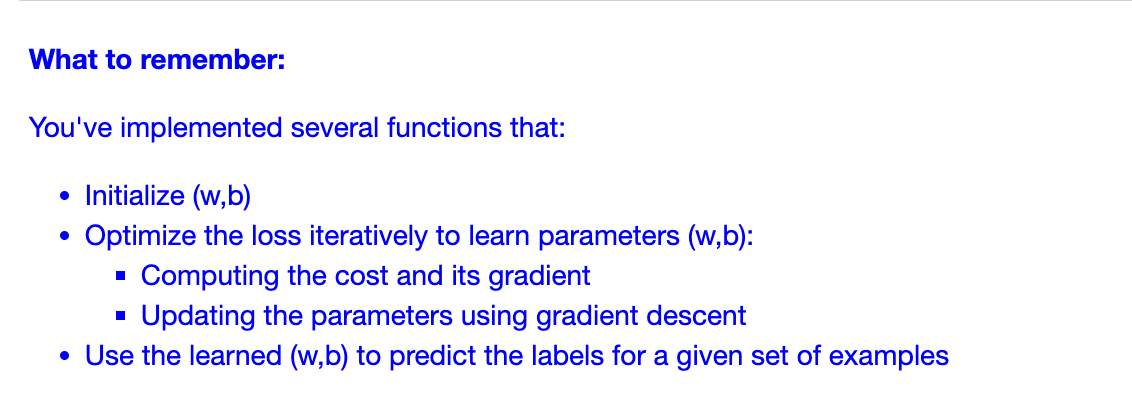 What to remember:
You've implemented several functions that:
• Initialize (w,b)
• Optimize the loss iteratively to learn parameters (w,b):
▪ Computing the cost and its gradient
▪ Updating the parameters using gradient descent
• Use the learned (w,b) to predict the labels for a given set of examples